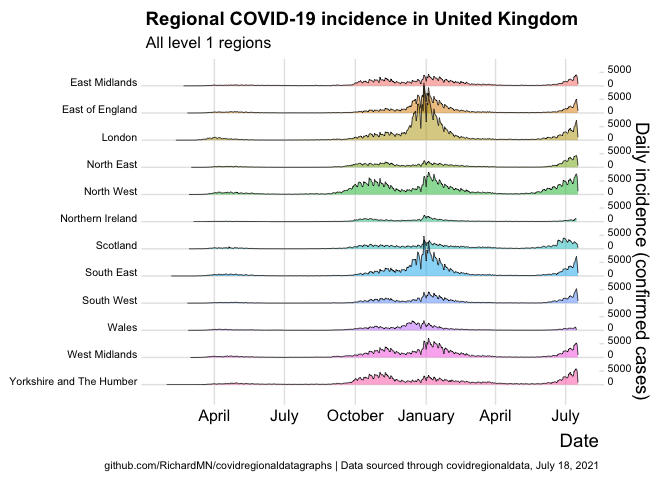 Regional COVID-19 incidence in United Kingdom
All level 1 regions
East Midlands
5000
0
East of England
5000
0
London
5000
0
North East
5000
0
North West
5000
0
Northern Ireland
5000
0
Scotland
5000
0
South East
5000
0
South West
5000
0
Wales
5000
0
West Midlands
5000
0
Yorkshire and The Humber
5000
0
Daily incidence (confirmed cases)
April July October January April July
Date
github.com/RichardMN/covidregionaldatagraphs | Data sourced through covidregionaldata, July 18, 2021